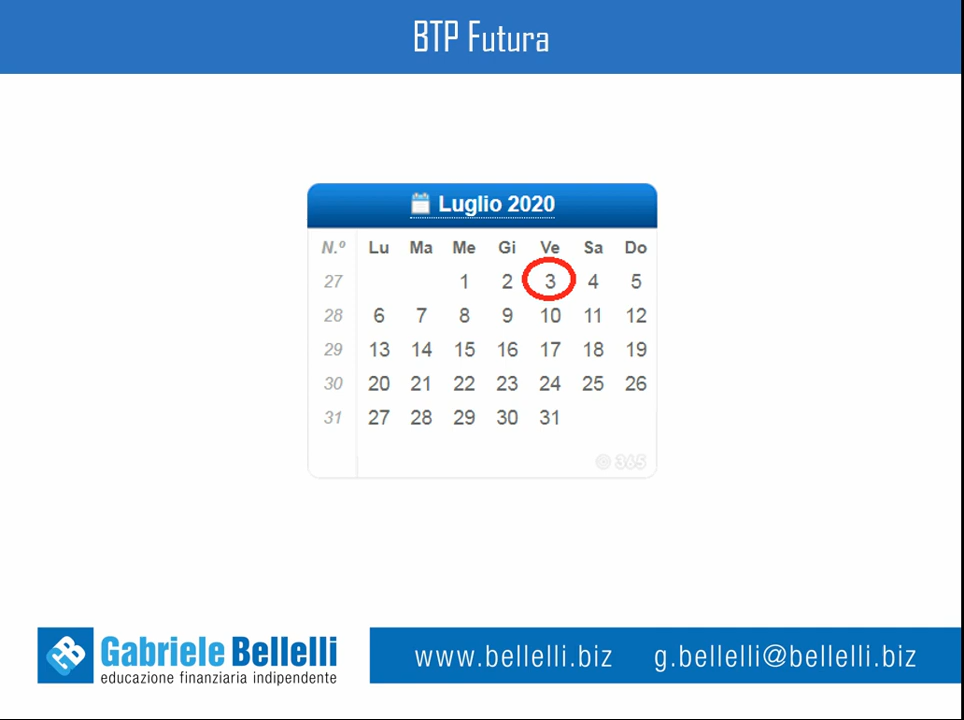 BTP Futura
Luglio 2020
N.º Lu Ma Me Gi Ve Sa Do
27 1 2 3 4 5
28 6 7 8 9 10 11 12
29 13 14 15 16 17 18 19
30 20 21 22 23 24 25 26
31 27 28 29 30 31
365
Gabriele Bellelli
educazione finanziaria indipendente
www.bellelli.biz g.bellelli@bellelli.biz